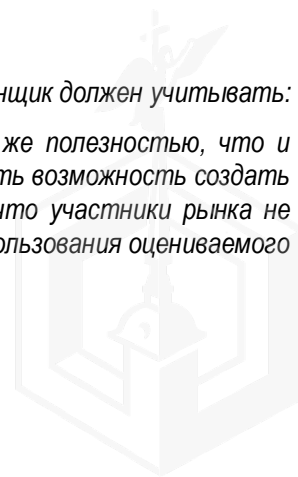 нщик должен учитывать:
же полезностью, что и
ть возможность создать
что участники рынка не
ользования оцениваемого